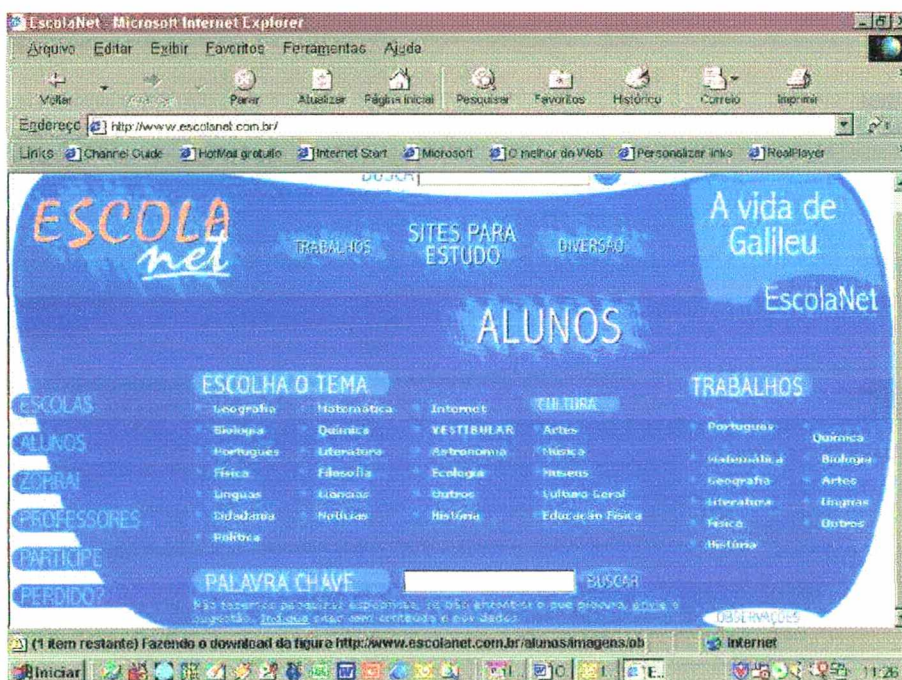 EscolaNet - Microsoft Internet Explorer
Arquivo Editar Exibir Favoritos Ferramentas Ajuda
Voltar Parar Atualizar Página inicial Pesquisar Favoritos Histórico Correio Imprimir
Endereço http://www.escolanet.com.br/
Links Channel Guide HotMail gratuito Internet Start Microsoft O melhor da Web Personalizar links RealPlayer
BUSCA
ESCOLA
net
TRABALHOS
SITES PARA
ESTUDO
DIVERSÃO
A vida de
Galileu
EscolaNet
ALUNOS
ESCOLAS
ALUNOS
ZORRA!
PROFESSORES
PARTICIPE
PERDIDO?
ESCOLHA O TEMA
Geografia Matemática Internet CULTURA
Biologia Química VESTIBULAR Artes
Português Literatura Astronomia Música
Física Filosofia Ecologia Museus
Línguas Ciências Outros Cultura Geral
Cidadania Notícias História Educação Física
Política
TRABALHOS
Português Química
Matemática Biologia
Geografia Artes
Literatura Línguas
Física Outros
História
PALAVRA CHAVE BUSCAR
OBSERVAÇÕES
(1 item restante) Fazendo o download da figura http://www.escolanet.com.br/alunos/imagens/ob Internet
Iniciar 11:26